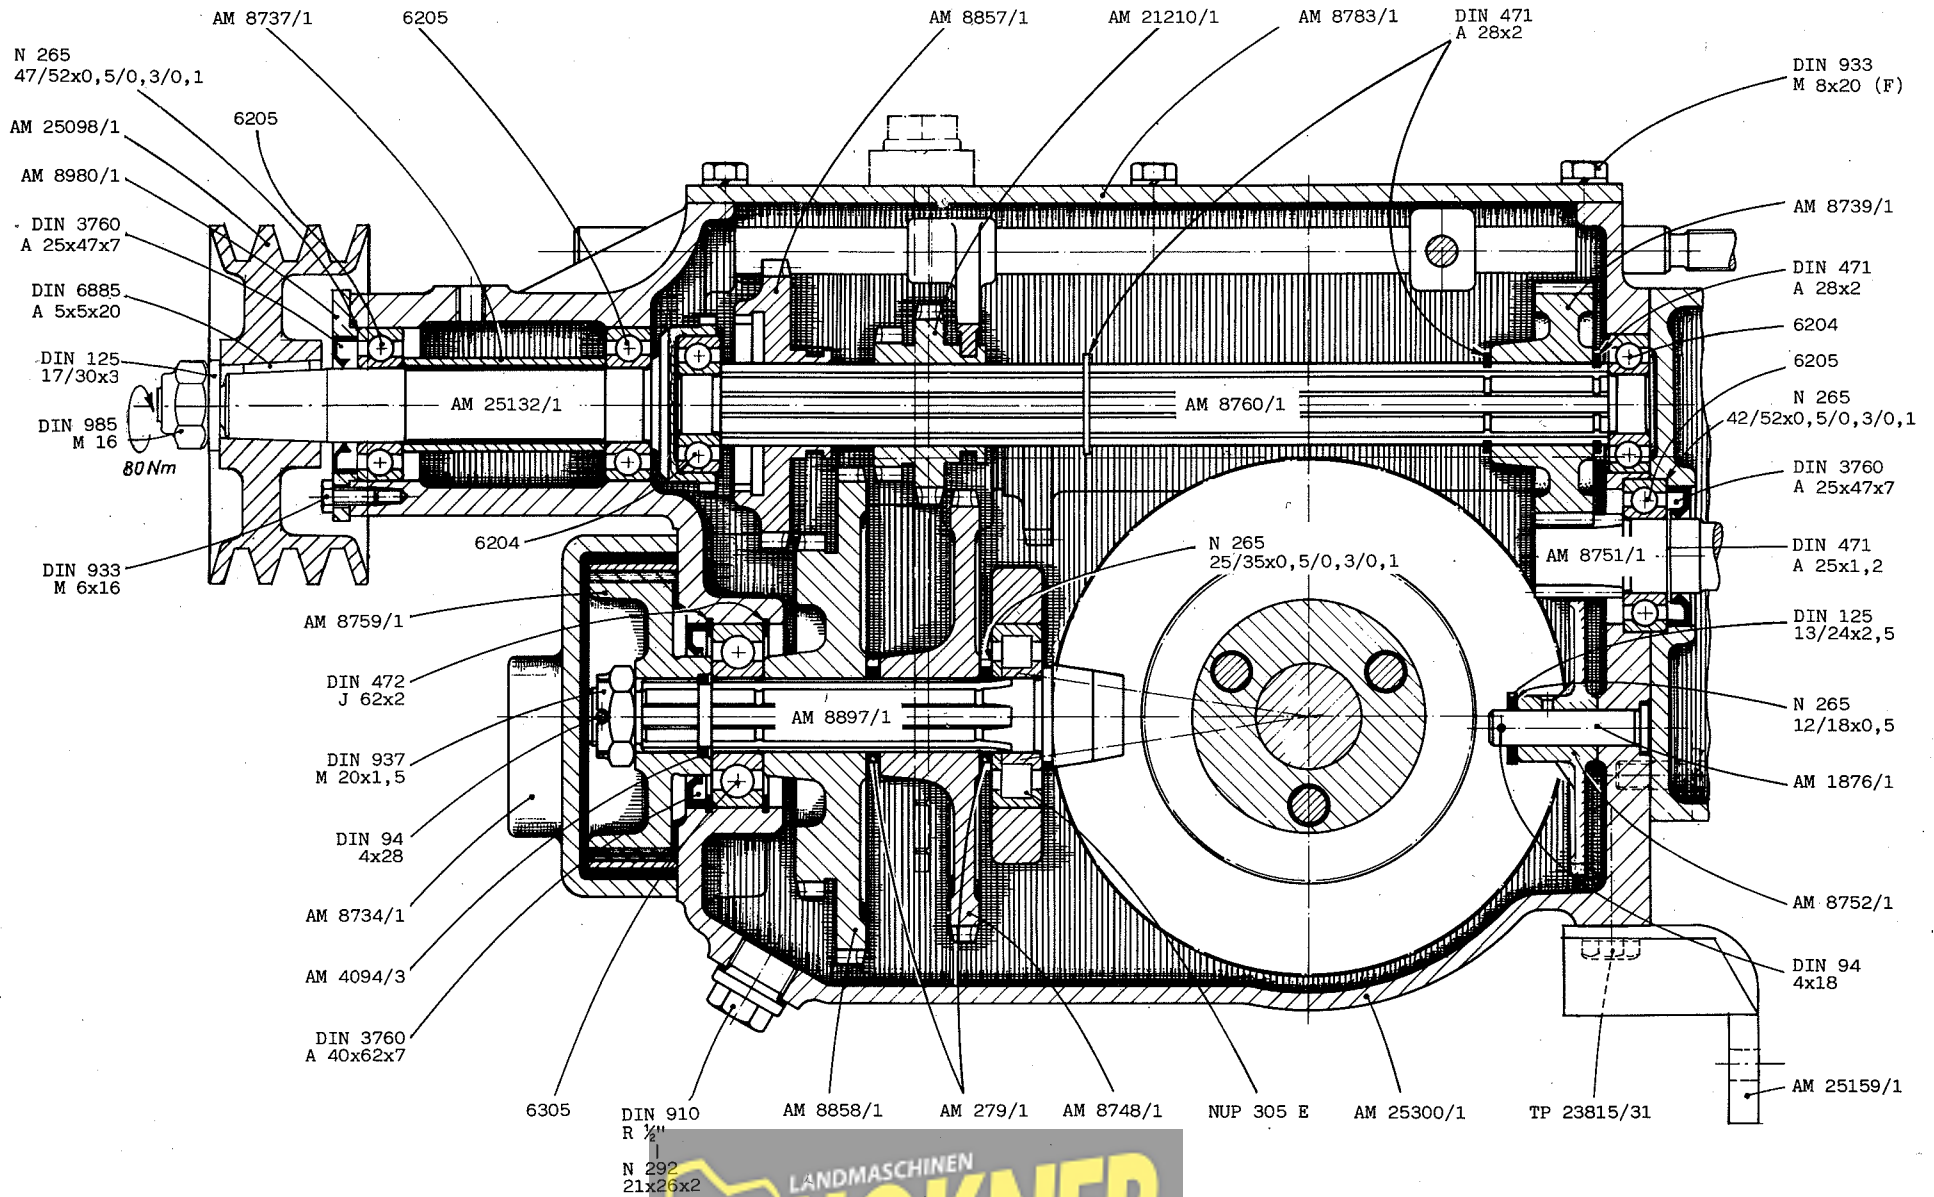 AM 8737/1
6205
AM 8857/1
AM 21210/1
AM 8783/1
DIN 471
A 28x2
N 265
47/52x0,5/0,3/0,1
DIN 933
M 8x20 (F)
6205
AM 25098/1
AM 8980/1
DIN 3760
A 25x47x7
DIN 6885
A 5x5x20
DIN 125
17/30x3
DIN 985
M 16
80 Nm
DIN 933
M 6x16
AM 25132/1
AM 8760/1
AM 8739/1
DIN 471
A 28x2
6204
6205
N 265
42/52x0,5/0,3/0,1
DIN 3760
A 25x47x7
6204
N 265
25/35x0,5/0,3/0,1
AM 8751/1
DIN 471
A 25x1,2
DIN 125
13/24x2,5
AM 8759/1
DIN 472
J 62x2
AM 8897/1
N 265
12/18x0,5
DIN 937
M 20x1,5
AM 1876/1
DIN 94
4x28
AM 8734/1
AM 8752/1
AM 4094/3
DIN 94
4x18
DIN 3760
A 40x62x7
AM 25159/1
6305
DIN 910
R ½"
N 292
21x26x2
AM 8858/1
AM 279/1
AM 8748/1
NUP 305 E
AM 25300/1
TP 23815/31
LANDMASCHINEN